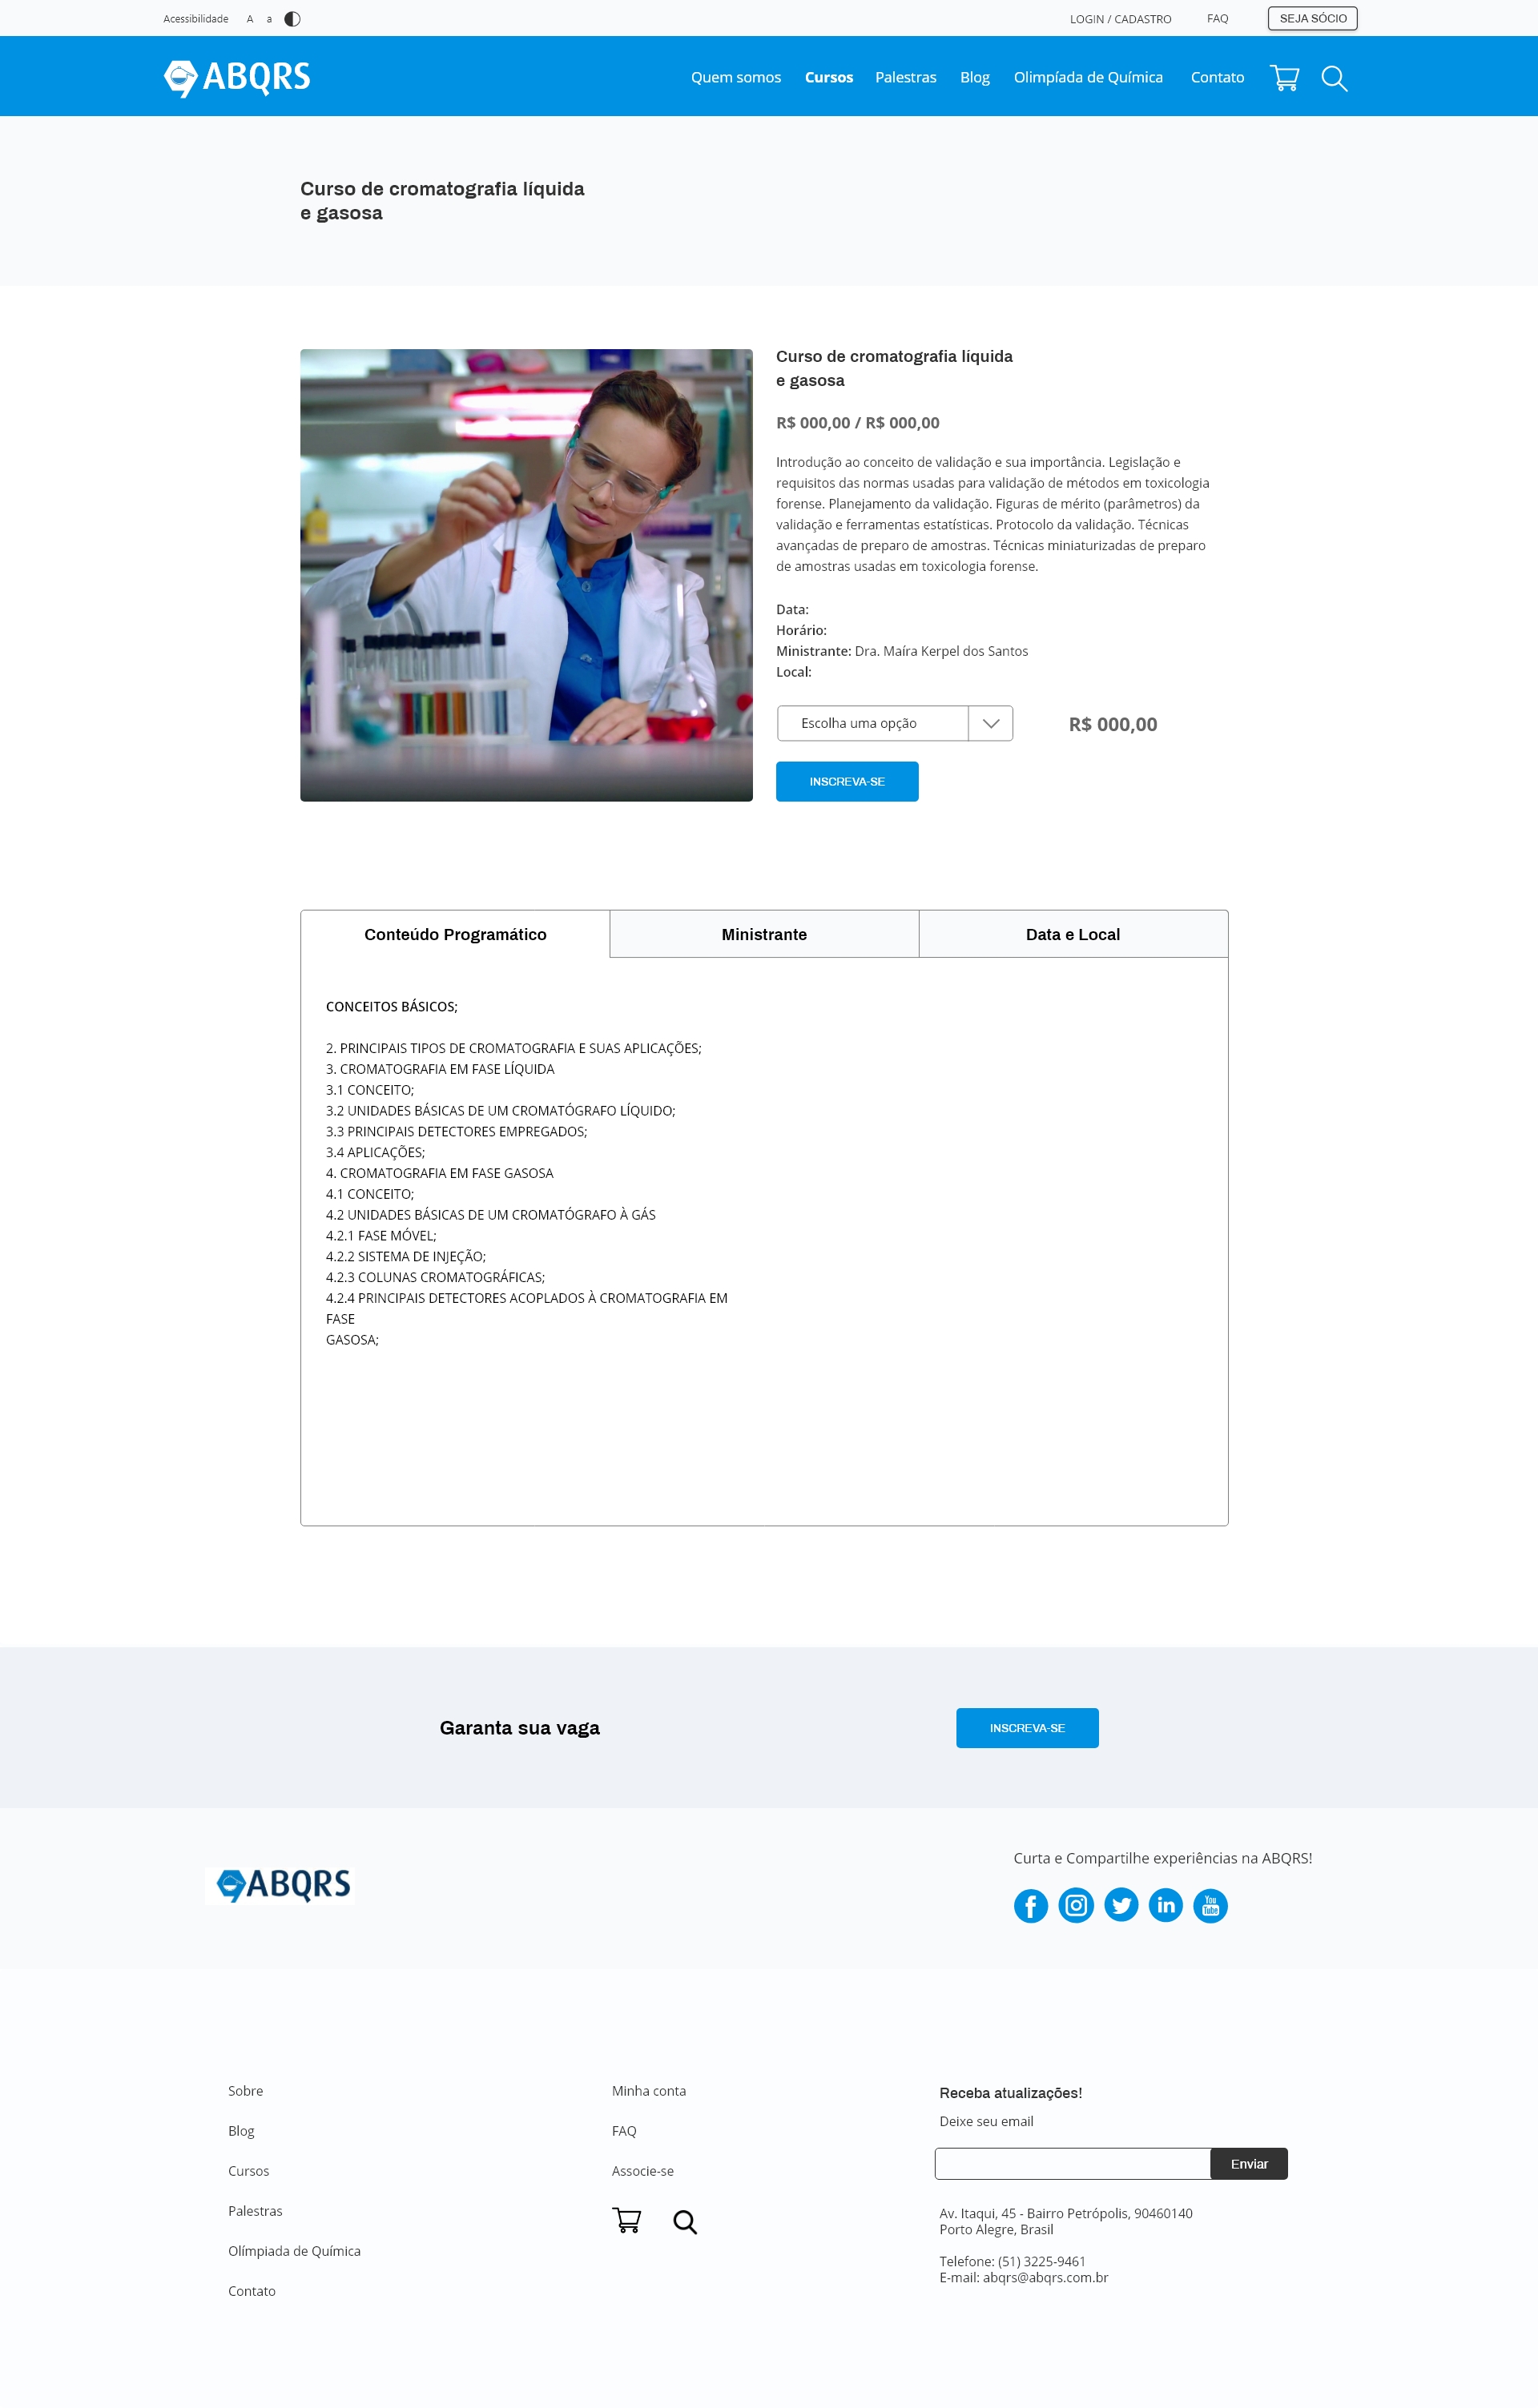 Acessibilidade A a
LOGIN / CADASTRO
FAQ
SEJA SÓCIO
ABQRS
Quem somos
Cursos
Palestras
Blog
Olimpíada de Química
Contato
Curso de cromatografia líquida
e gasosa
Curso de cromatografia líquida
e gasosa
R$ 000,00 / R$ 000,00
Introdução ao conceito de validação e sua importância. Legislação e
requisitos das normas usadas para validação de métodos em toxicologia
forense. Planejamento da validação. Figuras de mérito (parâmetros) da
validação e ferramentas estatísticas. Protocolo da validação. Técnicas
avançadas de preparo de amostras. Técnicas miniaturizadas de preparo
de amostras usadas em toxicologia forense.
Data:
Horário:
Ministrante: Dra. Maíra Kerpel dos Santos
Local:
Escolha uma opção
R$ 000,00
INSCREVA-SE
Conteúdo Programático
Ministrante
Data e Local
CONCEITOS BÁSICOS;
2. PRINCIPAIS TIPOS DE CROMATOGRAFIA E SUAS APLICAÇÕES;
3. CROMATOGRAFIA EM FASE LÍQUIDA
3.1 CONCEITO;
3.2 UNIDADES BÁSICAS DE UM CROMATÓGRAFO LÍQUIDO;
3.3 PRINCIPAIS DETECTORES EMPREGADOS;
3.4 APLICAÇÕES;
4. CROMATOGRAFIA EM FASE GASOSA
4.1 CONCEITO;
4.2 UNIDADES BÁSICAS DE UM CROMATÓGRAFO À GÁS
4.2.1 FASE MÓVEL;
4.2.2 SISTEMA DE INJEÇÃO;
4.2.3 COLUNAS CROMATOGRÁFICAS;
4.2.4 PRINCIPAIS DETECTORES ACOPLADOS À CROMATOGRAFIA EM
FASE
GASOSA;
Garanta sua vaga
INSCREVA-SE
ABQRS
Curta e Compartilhe experiências na ABQRS!
f
in
You
Tube
Sobre
Blog
Cursos
Palestras
Olímpiada de Química
Contato
Minha conta
FAQ
Associe-se
Receba atualizações!
Deixe seu email
Enviar
Av. Itaqui, 45 - Bairro Petrópolis, 90460140
Porto Alegre, Brasil
Telefone: (51) 3225-9461
E-mail: abqrs@abqrs.com.br